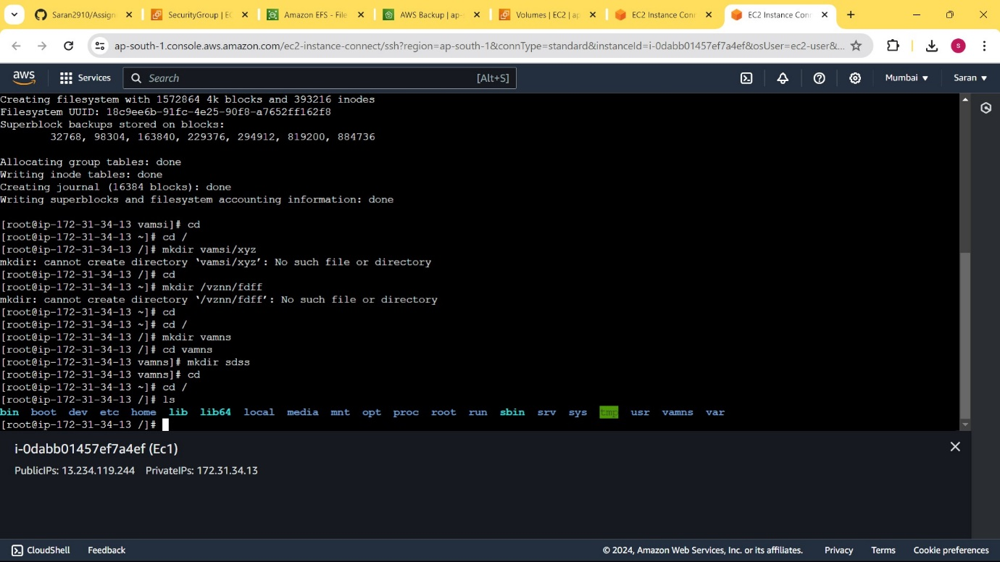 Saran2910/Assign
SecurityGroup | EC
Amazon EFS - File
AWS Backup | ap-
Volumes | EC2 | ap
EC2 Instance Conn
EC2 Instance Conn
ap-south-1.console.aws.amazon.com/ec2-instance-connect/ssh?region=ap-south-1&connType=standard&instanceId=i-0dabb01457ef7a4ef&osUser=ec2-user&...
S
aws
Services
Search
[Alt+S]
Mumbai
Saran
Creating filesystem with 1572864 4k blocks and 393216 inodes
Filesystem UUID: 18c9ee6b-91fc-4e25-90f8-a7652ff162f8
Superblock backups stored on blocks:
32768, 98304, 163840, 229376, 294912, 819200, 884736
Allocating group tables: done
Writing inode tables: done
Creating journal (16384 blocks): done
Writing superblocks and filesystem accounting information: done
[root@ip-172-31-34-13 vamsi]# cd
[root@ip-172-31-34-13 ~]# cd /
[root@ip-172-31-34-13 /]# mkdir vamsi/xyz
mkdir: cannot create directory ‘vamsi/xyz’: No such file or directory
[root@ip-172-31-34-13 /]# cd
[root@ip-172-31-34-13 ~]# mkdir /vznn/fdff
mkdir: cannot create directory ‘/vznn/fdff’: No such file or directory
[root@ip-172-31-34-13 ~]# cd
[root@ip-172-31-34-13 ~]# cd /
[root@ip-172-31-34-13 /]# mkdir vamns
[root@ip-172-31-34-13 /]# cd vamns
[root@ip-172-31-34-13 vamns]# mkdir sdss
[root@ip-172-31-34-13 vamns]# cd
[root@ip-172-31-34-13 ~]# cd /
[root@ip-172-31-34-13 /]# ls
bin boot dev etc home lib lib64 local media mnt opt proc root run sbin srv sys tmp usr vamns var
[root@ip-172-31-34-13 /]#
i-0dabb01457ef7a4ef (Ec1)
PublicIPs: 13.234.119.244 PrivateIPs: 172.31.34.13
CloudShell
Feedback
© 2024, Amazon Web Services, Inc. or its affiliates.
Privacy
Terms
Cookie preferences